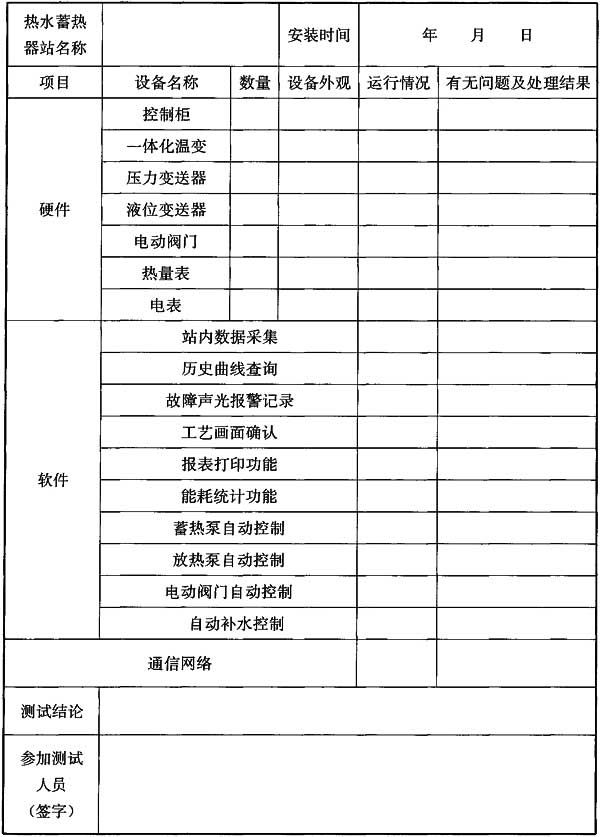 热水蓄热
器站名称
安装时间
年 月 日
项目 设备名称 数量 设备外观 运行情况 有无问题及处理结果
硬件
控制柜
一体化温变
压力变送器
液位变送器
电动阀门
热量表
电表
软件
站内数据采集
历史曲线查询
故障声光报警记录
工艺画面确认
报表打印功能
能耗统计功能
蓄热泵自动控制
放热泵自动控制
电动阀门自动控制
自动补水控制
通信网络
测试结论
参加测试
人员
（签字）